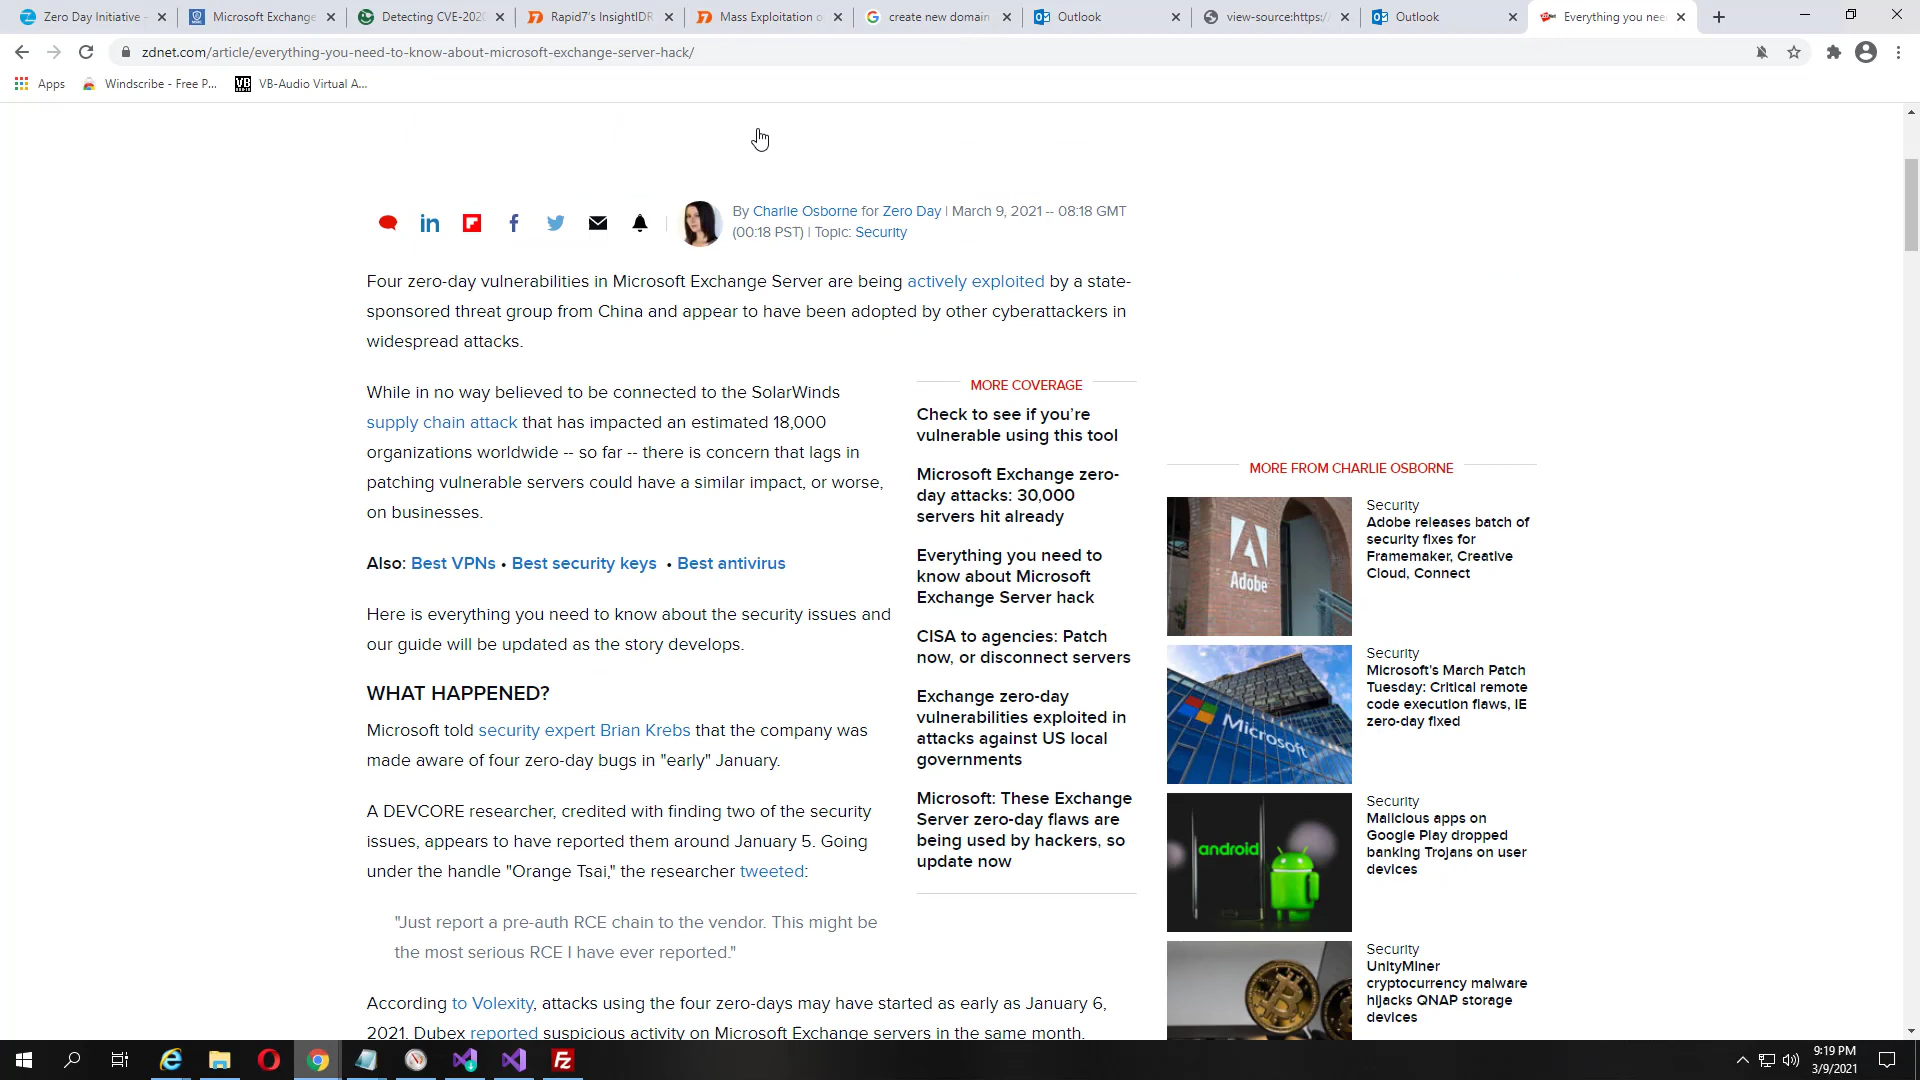 Zero Day Initiative -
Microsoft Exchange
Detecting CVE-202
Rapid7's InsightIDR
Mass Exploitation o
create new domain
Outlook
view-source:https:/
Outlook
Everything you nee
zdnet.com/article/everything-you-need-to-know-about-microsoft-exchange-server-hack/
Apps
Windscribe - Free P...
VB-Audio Virtual A...
By Charlie Osborne for Zero Day | March 9, 2021 -- 08:18 GMT
(00:18 PST) | Topic: Security
Four zero-day vulnerabilities in Microsoft Exchange Server are being actively exploited by a state-
sponsored threat group from China and appear to have been adopted by other cyberattackers in
widespread attacks.
While in no way believed to be connected to the SolarWinds
supply chain attack that has impacted an estimated 18,000
organizations worldwide -- so far -- there is concern that lags in
patching vulnerable servers could have a similar impact, or worse,
on businesses.
Also: Best VPNs • Best security keys • Best antivirus
Here is everything you need to know about the security issues and
our guide will be updated as the story develops.
WHAT HAPPENED?
Microsoft told security expert Brian Krebs that the company was
made aware of four zero-day bugs in "early" January.
A DEVCORE researcher, credited with finding two of the security
issues, appears to have reported them around January 5. Going
under the handle "Orange Tsai," the researcher tweeted:
"Just report a pre-auth RCE chain to the vendor. This might be
the most serious RCE I have ever reported."
According to Volexity, attacks using the four zero-days may have started as early as January 6,
2021. Dubex reported suspicious activity on Microsoft Exchange servers in the same month.
MORE COVERAGE
Check to see if you're
vulnerable using this tool
Microsoft Exchange zero-
day attacks: 30,000
servers hit already
Everything you need to
know about Microsoft
Exchange Server hack
CISA to agencies: Patch
now, or disconnect servers
Exchange zero-day
vulnerabilities exploited in
attacks against US local
governments
Microsoft: These Exchange
Server zero-day flaws are
being used by hackers, so
update now
MORE FROM CHARLIE OSBORNE
Adobe
Security
Adobe releases batch of
security fixes for
Framemaker, Creative
Cloud, Connect
Microsoft
Security
Microsoft's March Patch
Tuesday: Critical remote
code execution flaws, IE
zero-day fixed
android
Security
Malicious apps on
Google Play dropped
banking Trojans on user
devices
Security
UnityMiner
cryptocurrency malware
hijacks QNAP storage
devices
9:19 PM
3/9/2021